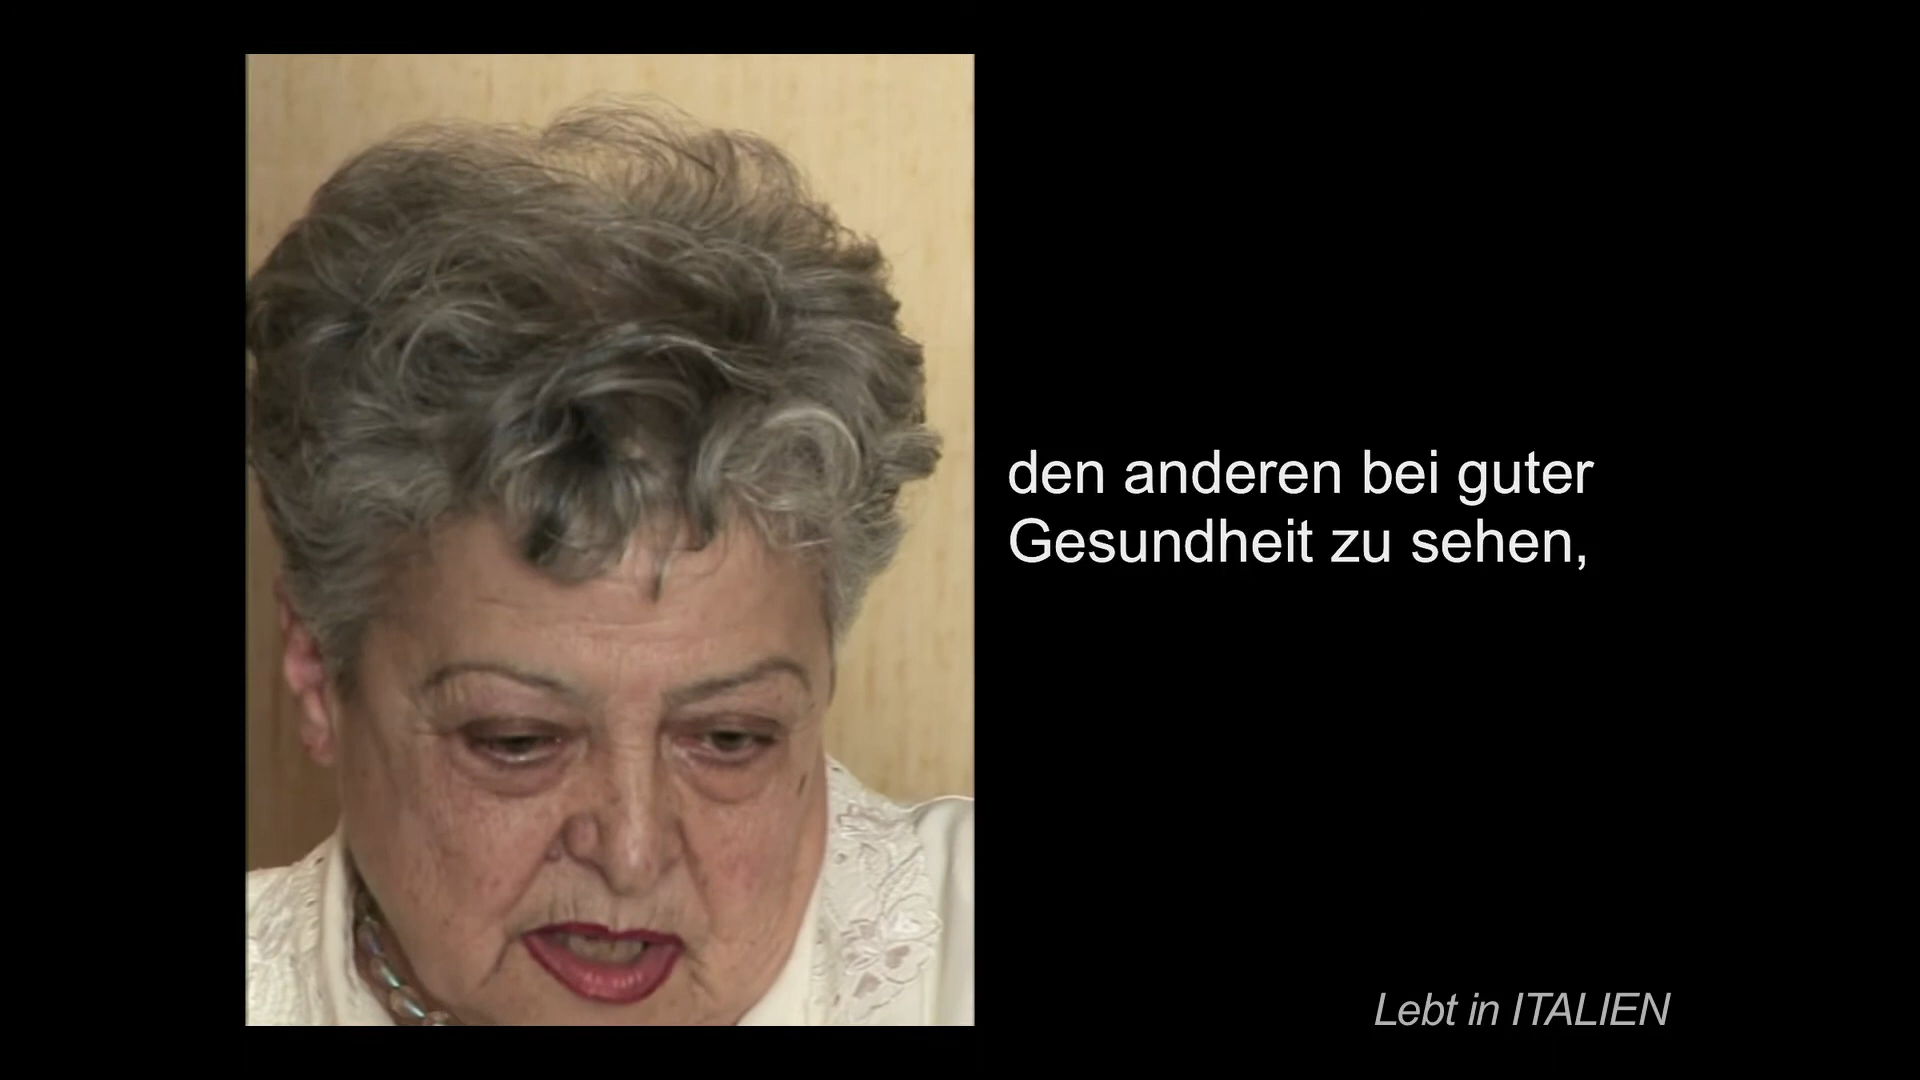 den anderen bei guter
Gesundheit zu sehen,
Lebt in ITALIEN